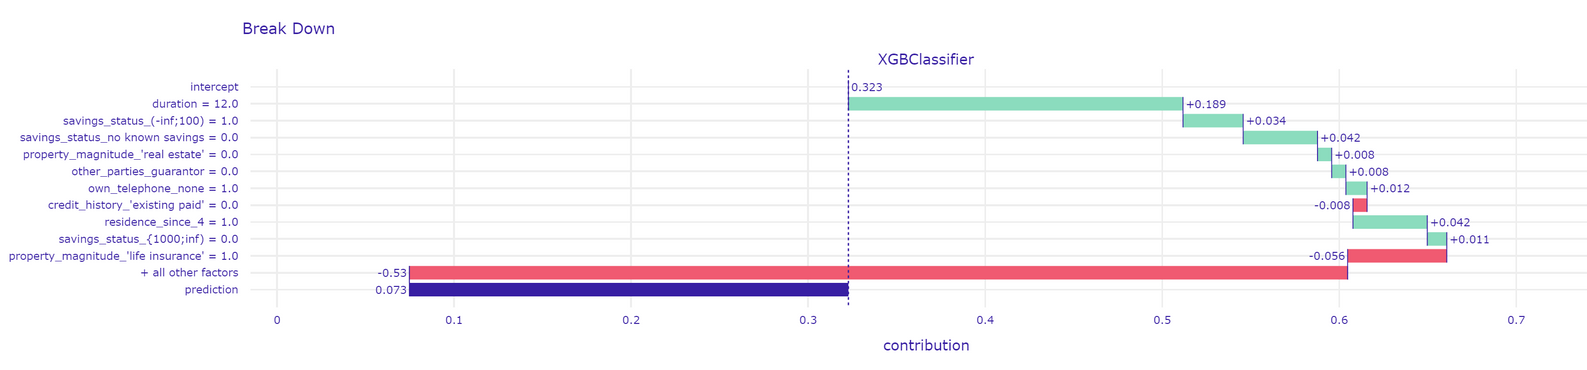 Break Down
XGBClassifier
intercept 0.323
duration = 12.0 +0.189
savings_status_(-inf;100) = 1.0 +0.034
savings_status_no known savings = 0.0 +0.042
property_magnitude_'real estate' = 0.0 +0.008
other_parties_guarantor = 0.0 +0.008
own_telephone_none = 1.0 +0.012
credit_history_'existing paid' = 0.0 -0.008
residence_since_4 = 1.0 +0.042
savings_status_{1000;inf) = 0.0 +0.011
property_magnitude_'life insurance' = 1.0 -0.056
+ all other factors -0.53
prediction 0.073
0 0.1 0.2 0.3 0.4 0.5 0.6 0.7
contribution